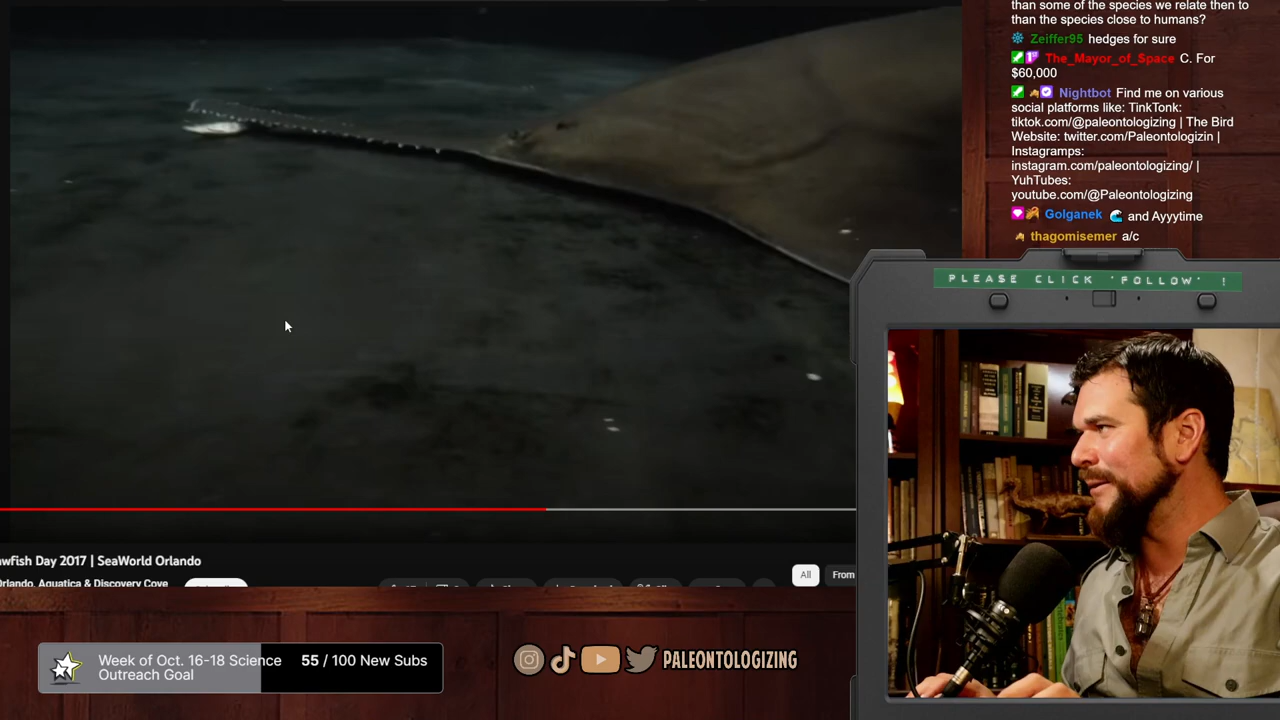 than some of the species we relate then to
than the species close to humans?
Zeiffer95 hedges for sure
The_Mayor_of_Space C. For
$60,000
Nightbot Find me on various
social platforms like: TinkTonk:
tiktok.com/@paleontologizing | The Bird
Website: twitter.com/Paleontologizin |
Instagramps:
instagram.com/paleontologizing/ |
YuhTubes:
youtube.com/@Paleontologizing
Golganek and Ayyytime
thagomisemer a/c
PLEASE CLICK 'FOLLOW' !
awfish Day 2017 | SeaWorld Orlando
Orlando, Aquatica & Discovery Cove
All From
Week of Oct. 16-18 Science
Outreach Goal
55 / 100 New Subs
PALEONTOLOGIZING